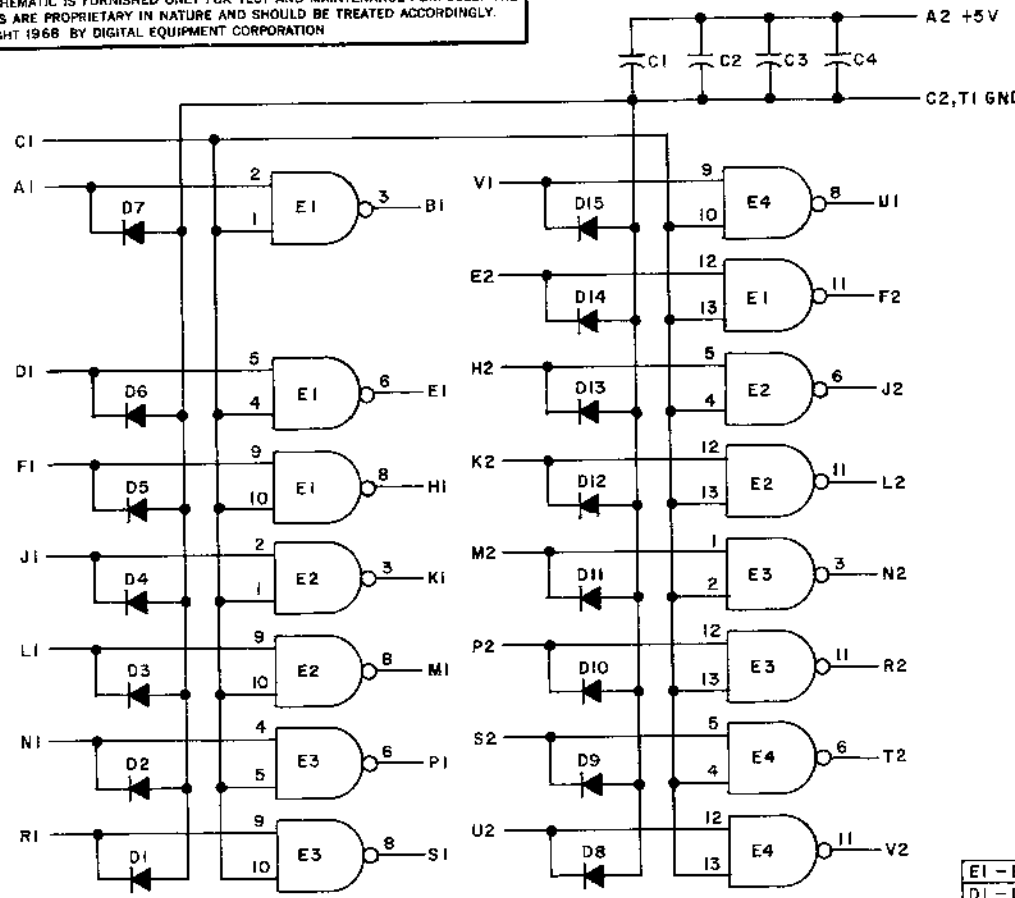 HEMATIC IS FURNISHED ONLY FOR TEST AND MAINTENANCE PURPOSES. THE
S ARE PROPRIETARY IN NATURE AND SHOULD BE TREATED ACCORDINGLY.
GHT 1968 BY DIGITAL EQUIPMENT CORPORATION
A2 +5V
C1 C2 C3 C4
C2,T1 GND
C1
A1 D7 2 1 E1 3 B1
V1 D15 9 10 E4 8 U1
E2 D14 12 13 E1 11 F2
D1 D6 5 4 E1 6 E1
H2 D13 5 4 E2 6 J2
F1 D5 9 10 E1 8 H1
K2 D12 12 13 E2 11 L2
J1 D4 2 1 E2 3 K1
M2 D11 1 2 E3 3 N2
L1 D3 9 10 E2 8 M1
P2 D10 12 13 E3 11 R2
N1 D2 4 5 E3 6 P1
S2 D9 5 4 E4 6 T2
R1 D1 9 10 E3 8 S1
U2 D8 12 13 E4 11 V2
E1-
D1-